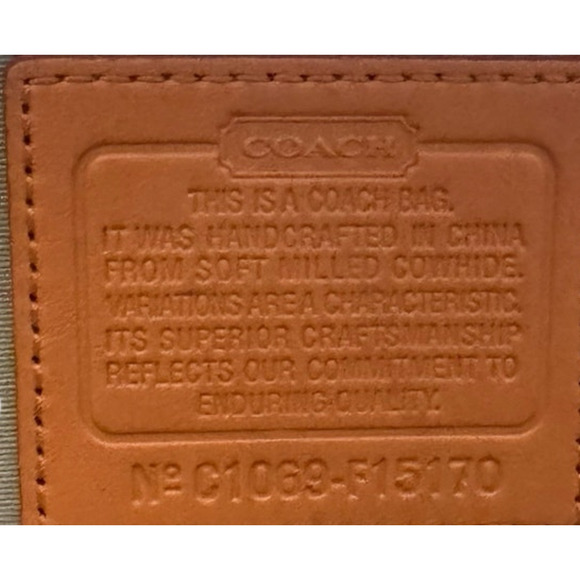 COACH
THIS IS A COACH BAG.
IT WAS HANDCRAFTED IN CHINA
FROM SOFT MILLED COWHIDE.
VARIATIONS ARE A CHARACTERISTIC.
ITS SUPERIOR CRAFTSMANSHIP
REFLECTS OUR COMMITMENT TO
ENDURING QUALITY.
Nº C1069-F15170